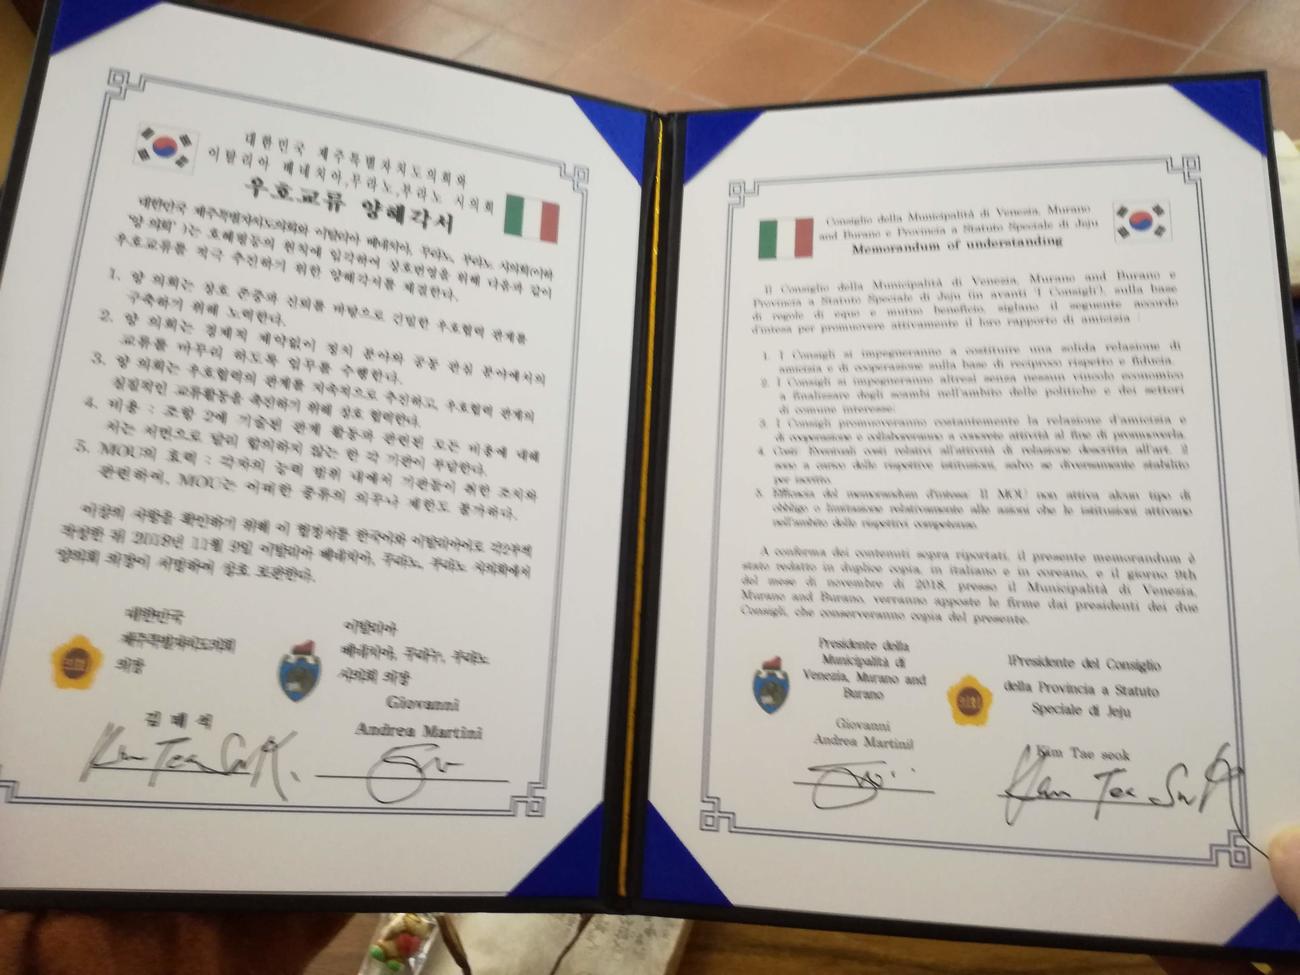 대한민국 제주특별자치도의회와
이탈리아 베네치아,무라노,부라노 시의회
우호교류 양해각서
대한민국 제주특별자치도의회와 이탈리아 베네치아, 무라노, 부라노 시의회(이하
'양 의회' )는 호혜평등의 원칙에 입각하여 상호번영을 위해 다음과 같이
우호교류를 적극 추진하기 위한 양해각서를 체결한다.
1. 양 의회는 상호 존중과 신뢰를 바탕으로 긴밀한 우호협력 관계를
구축하기 위해 노력한다.
2. 양 의회는 경제적 제약없이 정치 분야와 공동 관심 분야에서의
교류를 마무리 하도록 업무를 수행한다.
3. 양 의회는 우호협력의 관계를 지속적으로 추진하고, 우호협력 관계의
실질적인 교류활동을 촉진하기 위해 상호 협력한다.
4. 비용 : 조항 2에 기술된 관계 활동과 관련된 모든 비용에 대해
서는 서면으로 달리 합의하지 않는 한 각 기관이 부담한다.
5. MOU의 효력 : 각자의 능력 범위 내에서 기관들이 취한 조치와
관련하여, MOU는 어떠한 종류의 의무나 제한도 불가하다.
이상의 사항을 확인하기 위해 이 협정서를 한국어와 이탈리아어로 각2부씩
작성한 뒤 2018년 11월 9일 이탈리아 베네치아, 무라노, 부라노 시의회에서
양의회 의장이 서명하여 상호 보관한다.
대한민국
제주특별자치도의회
의장
김 태 석
Kim Tae Suk
이탈리아
베네치아, 무라노, 부라노
시의회 의장
Giovanni
Andrea Martini
Consiglio della Municipalità di Venezia, Murano
and Burano e Provincia a Statuto Speciale di Jeju
Memorandum of understanding
Il Consiglio della Municipalità di Venezia, Murano and Burano e
Provincia a Statuto Speciale di Jeju (in avanti 'I Consigli'), sulla base
di regole di equo e mutuo beneficio, siglano il seguente accordo
d'intesa per promuovere attivamente il loro rapporto di amicizia :
1. I Consigli si impegneranno a costituire una solida relazione di
amicizia e di cooperazione sulla base di reciproco rispetto e fiducia.
2. I Consigli si impegneranno altresì senza nessun vincolo economico
a finalizzare degli scambi nell'ambito delle politiche e dei settori
di comune interesse.
3. I Consigli promuoveranno costantemente la relazione d'amicizia e
di cooperazione e collaboreranno a concrete attività al fine di promuoverla.
4. Costi: Eventuali costi relativi all'attività di relazione descritta all'art. 2
sono a carico delle rispettive istituzioni, salvo se diversamente stabilito
per iscritto.
5. Efficacia del memorandum d'intesa: Il MOU non attiva alcun tipo di
obbligo o limitazione relativamente alle azioni che le istituzioni attivano
nell'ambito delle rispettivi competenze.
A conferma dei contenuti sopra riportati, il presente memorandum è
stato redatto in duplice copia, in italiano e in coreano, e il giorno 9th
del mese di novembre di 2018, presso il Municipalità di Venezia,
Murano and Burano, verranno apposte le firme dai presidenti dei due
Consigli, che conserveranno copia del presente.
Presidente della
Municipalità di
Venezia, Murano and
Burano
Giovanni
Andrea Martinil
lPresidente del Consiglio
della Provincia a Statuto
Speciale di Jeju
Kim Tae seok
Kim Tae Suk